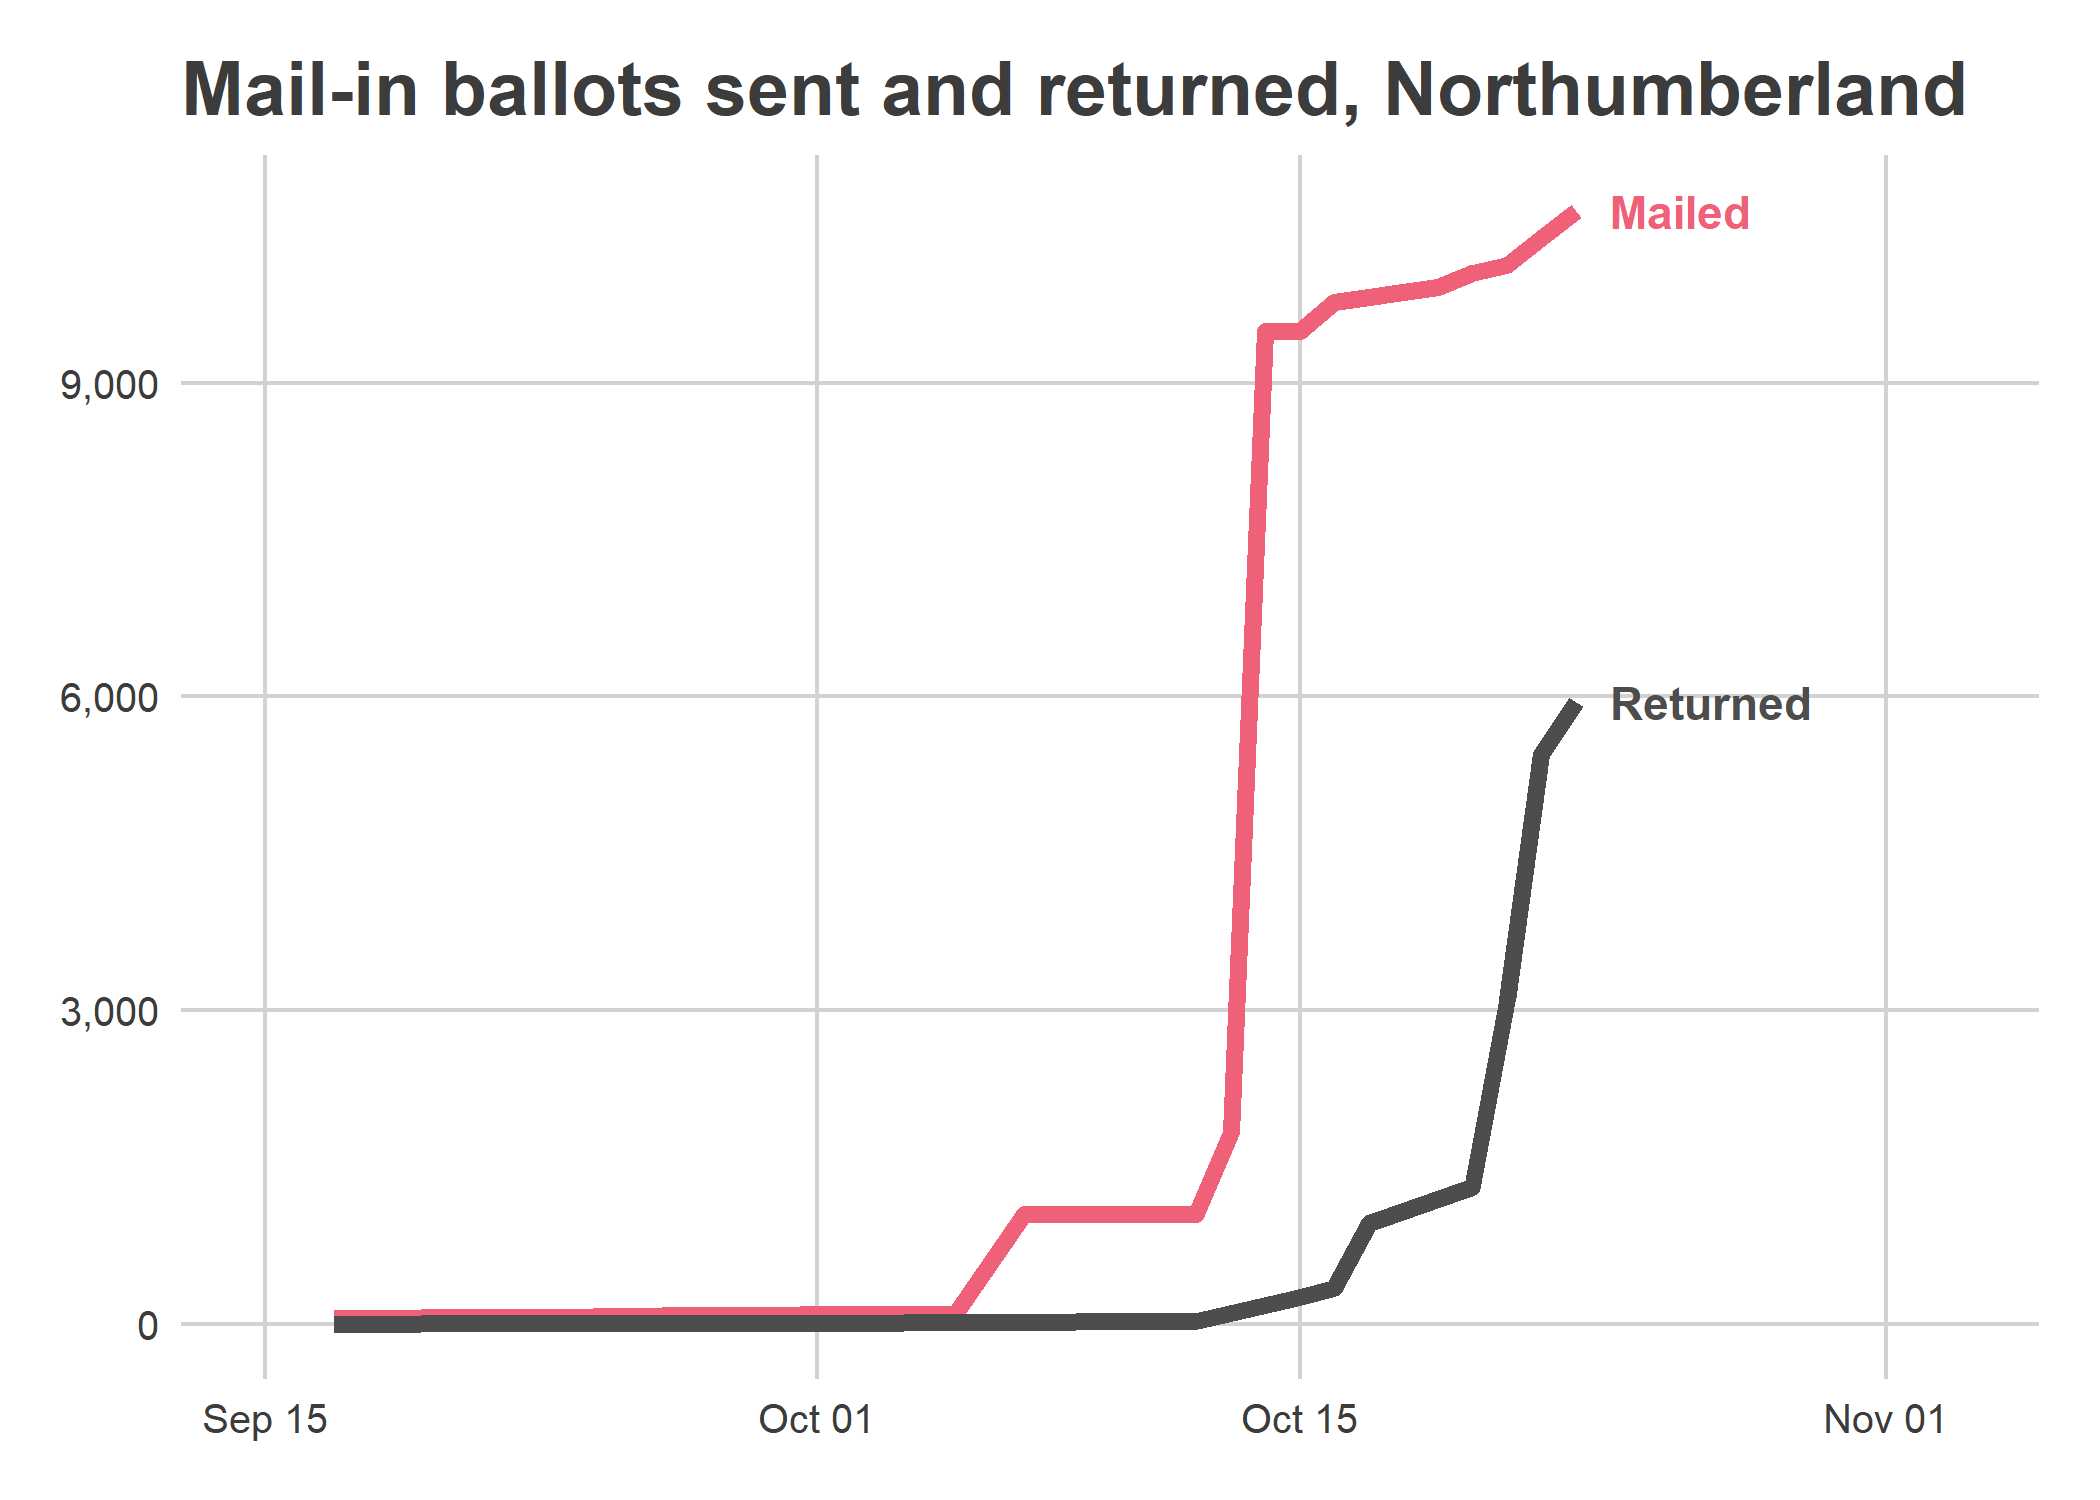 Mail-in ballots sent and returned, Northumberland
Mailed
9,000
6,000
Returned
3,000
0
Sep 15
Oct 01
Oct 15
Nov 01